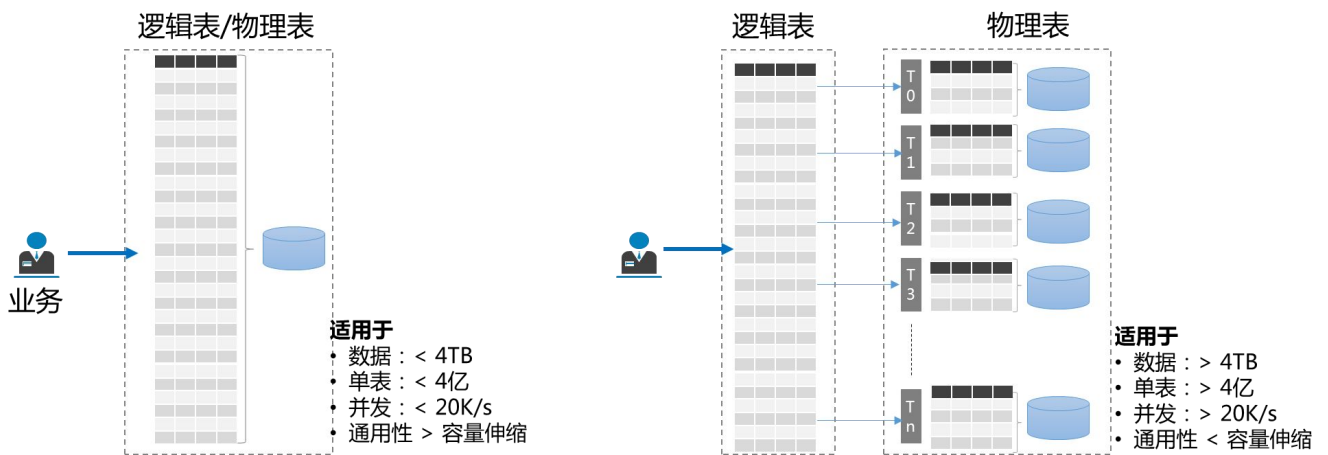 逻辑表/物理表
业务
适用于
• 数据：< 4TB
• 单表：< 4亿
• 并发：< 20K/s
• 通用性 > 容量伸缩
逻辑表
物理表
T0
T1
T2
T3
Tn
适用于
• 数据：> 4TB
• 单表：> 4亿
• 并发：> 20K/s
• 通用性 < 容量伸缩